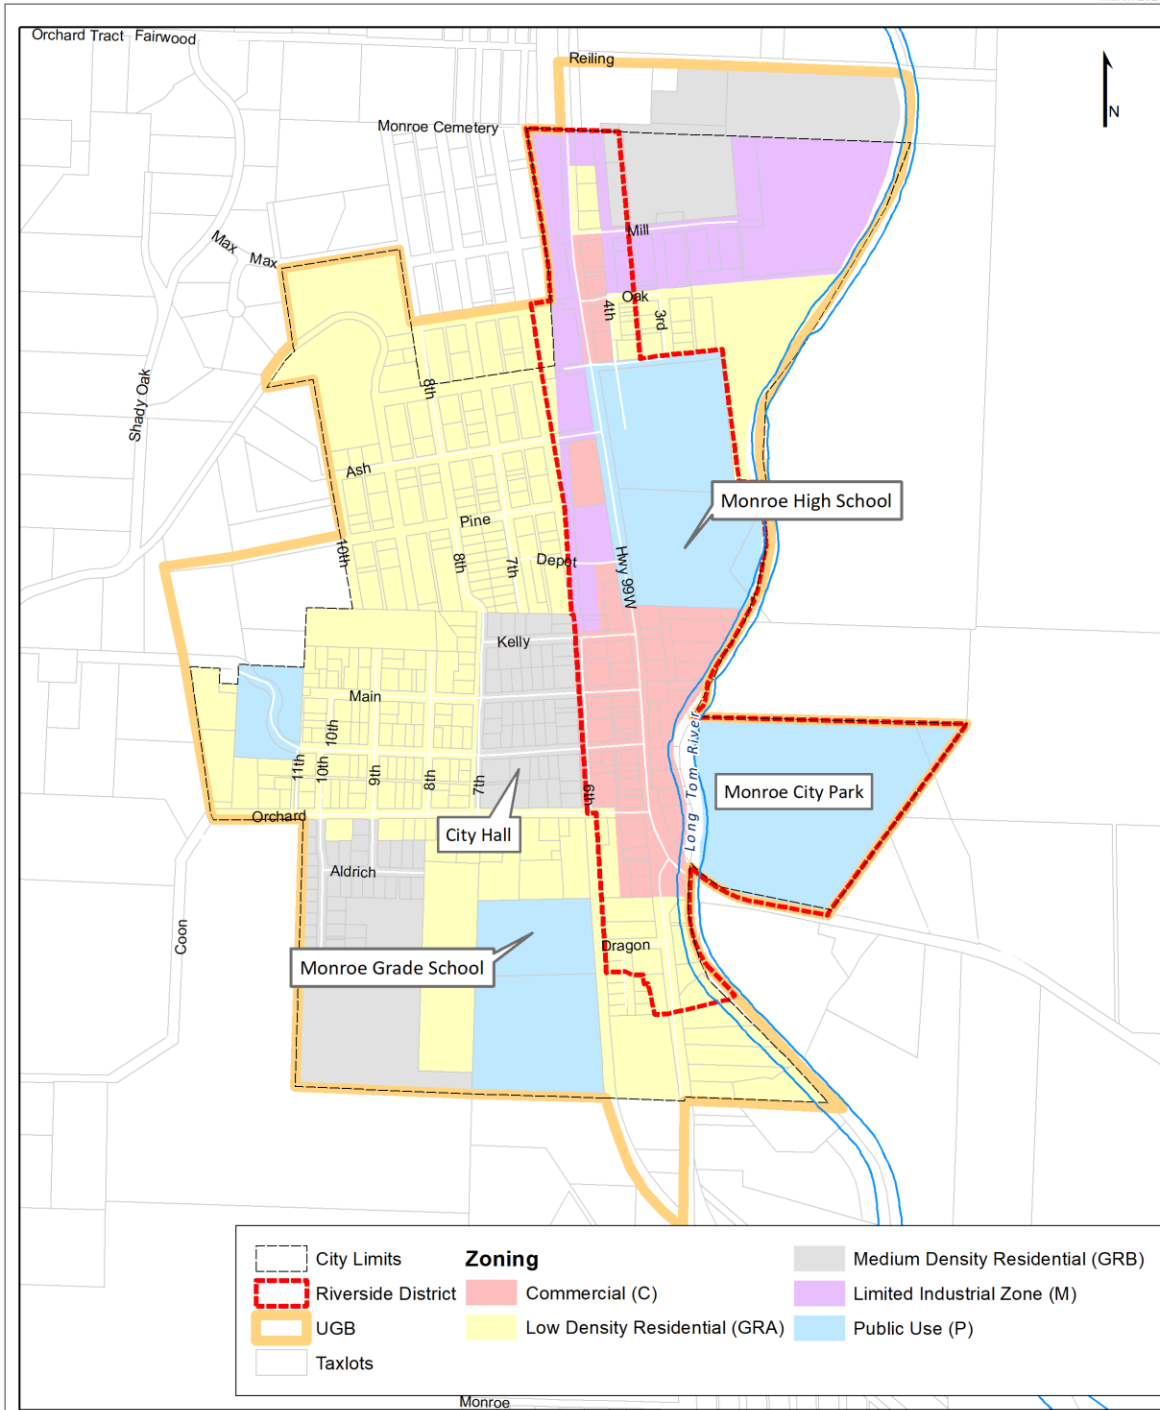 Orchard Tract Fairwood
Reiling
N
Monroe Cemetery
Max Max
Mill
Oak
4th
3rd
Shady Oak
8th
Ash
Monroe High School
Pine
10th
8th
7th
Depot
Hwy 99W
Kelly
Main
10th
Long Tom River
11th
10th
9th
8th
7th
6th
Monroe City Park
Orchard
City Hall
Aldrich
Coon
Dragon
Monroe Grade School
City Limits
Riverside District
UGB
Taxlots
Zoning
Commercial (C)
Low Density Residential (GRA)
Medium Density Residential (GRB)
Limited Industrial Zone (M)
Public Use (P)
Monroe